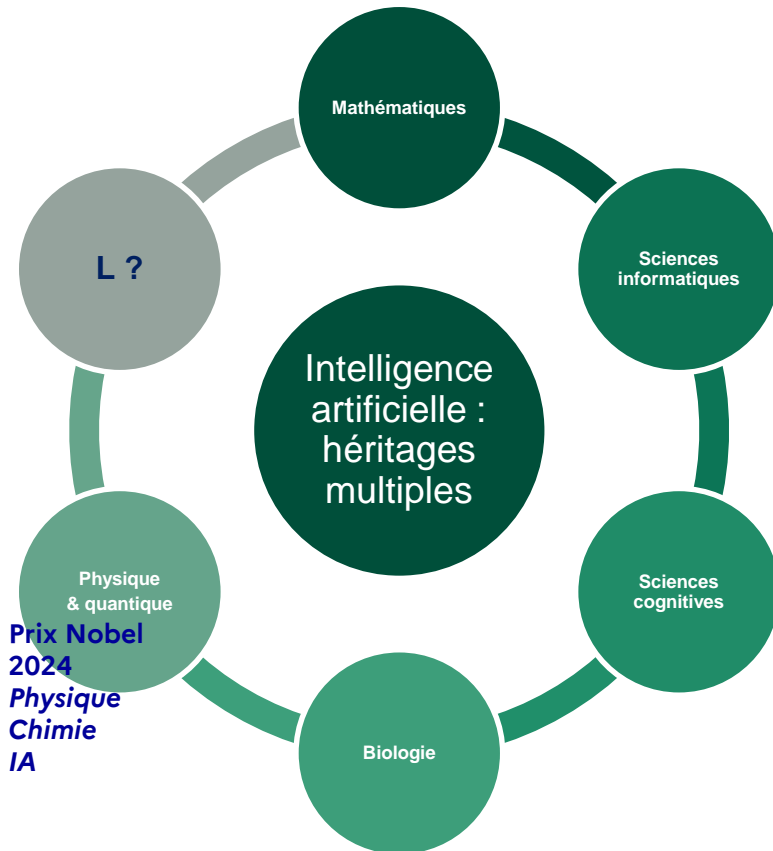 Mathématiques
Sciences
informatiques
Sciences
cognitives
Biologie
Physique
& quantique
Prix Nobel
2024
Physique
Chimie
IA
L ?
Intelligence
artificielle :
héritages
multiples